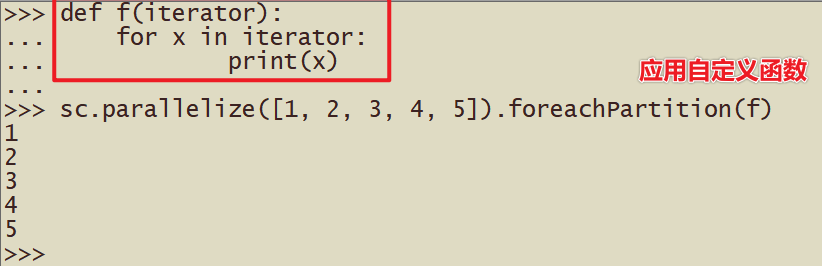 >>> def f(iterator):
...     for x in iterator:
...             print(x)
应用自定义函数
...
>>> sc.parallelize([1, 2, 3, 4, 5]).foreachPartition(f)
1
2
3
4
5
>>>